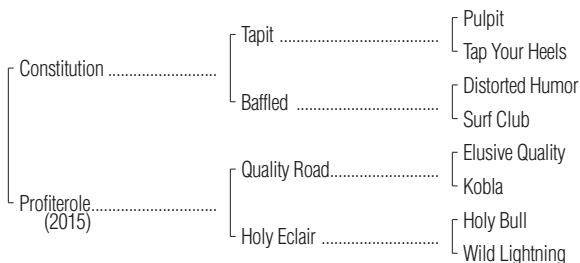 Pulpit
Tapit ........................................
Tap Your Heels
Constitution ...........................
Distorted Humor
Baffled ....................................
Surf Club
Elusive Quality
Quality Road............................
Kobla
Profiterole...............................
(2015)
Holy Bull
Holy Eclair .............................
Wild Lightning